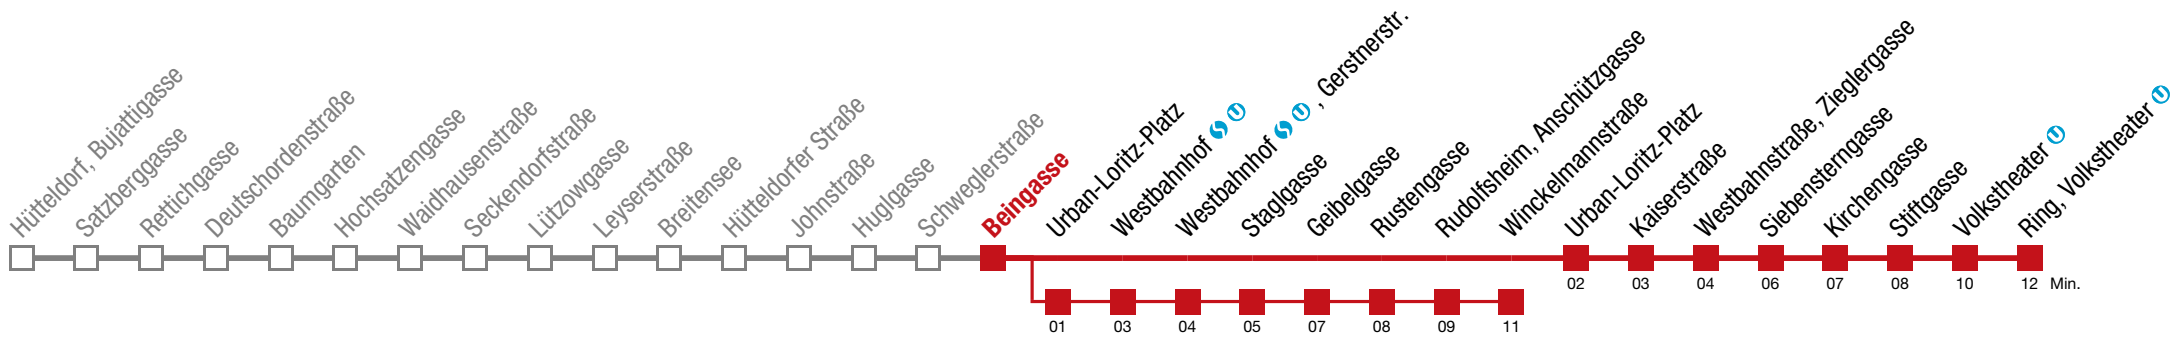 Hütteldorf, Bujattigasse
Satzberggasse
Rettichgasse
Deutschordenstraße
Baumgarten
Hochsatzengasse
Waidhausenstraße
Seckendorfstraße
Lützowgasse
Leyserstraße
Breitensee
Hütteldorfer Straße
Johnstraße
Huglgasse
Schweglerstraße
Beingasse
Urban-Loritz-Platz
Westbahnhof S U
Westbahnhof S U , Gerstnerstr.
Staglgasse
Geibelgasse
Rustengasse
Rudolfsheim, Anschützgasse
Winckelmannstraße
Urban-Loritz-Platz
Kaiserstraße
Westbahnstraße, Zieglergasse
Siebensterngasse
Kirchengasse
Stiftgasse
Volkstheater U
Ring, Volkstheater U
02 03 04 06 07 08 10 12 Min.
01 03 04 05 07 08 09 11